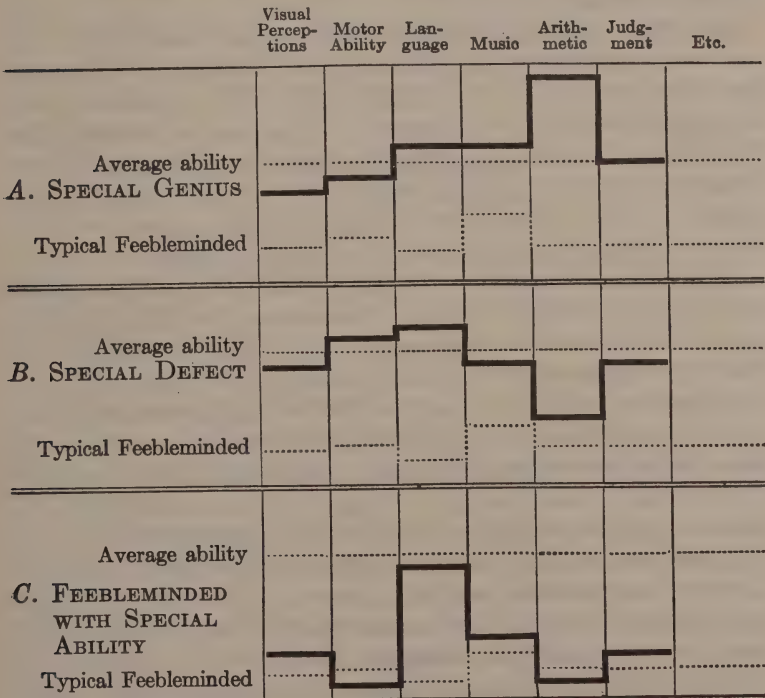 Visual Percep-tions
Motor Ability
Lan-guage
Music
Arith-metic
Judg-ment
Etc.
Average ability
A. SPECIAL GENIUS
Typical Feebleminded
Average ability
B. SPECIAL DEFECT
Typical Feebleminded
Average ability
C. FEEBLEMINDED
WITH SPECIAL
ABILITY
Typical Feebleminded